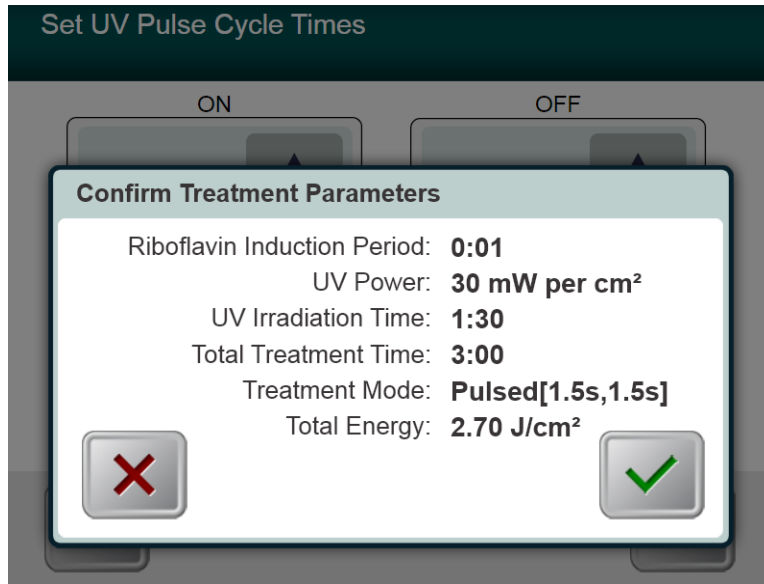 Set UV Pulse Cycle Times
ON OFF
Confirm Treatment Parameters
Riboflavin Induction Period: 0:01
UV Power: 30 mW per cm²
UV Irradiation Time: 1:30
Total Treatment Time: 3:00
Treatment Mode: Pulsed[1.5s,1.5s]
Total Energy: 2.70 J/cm²